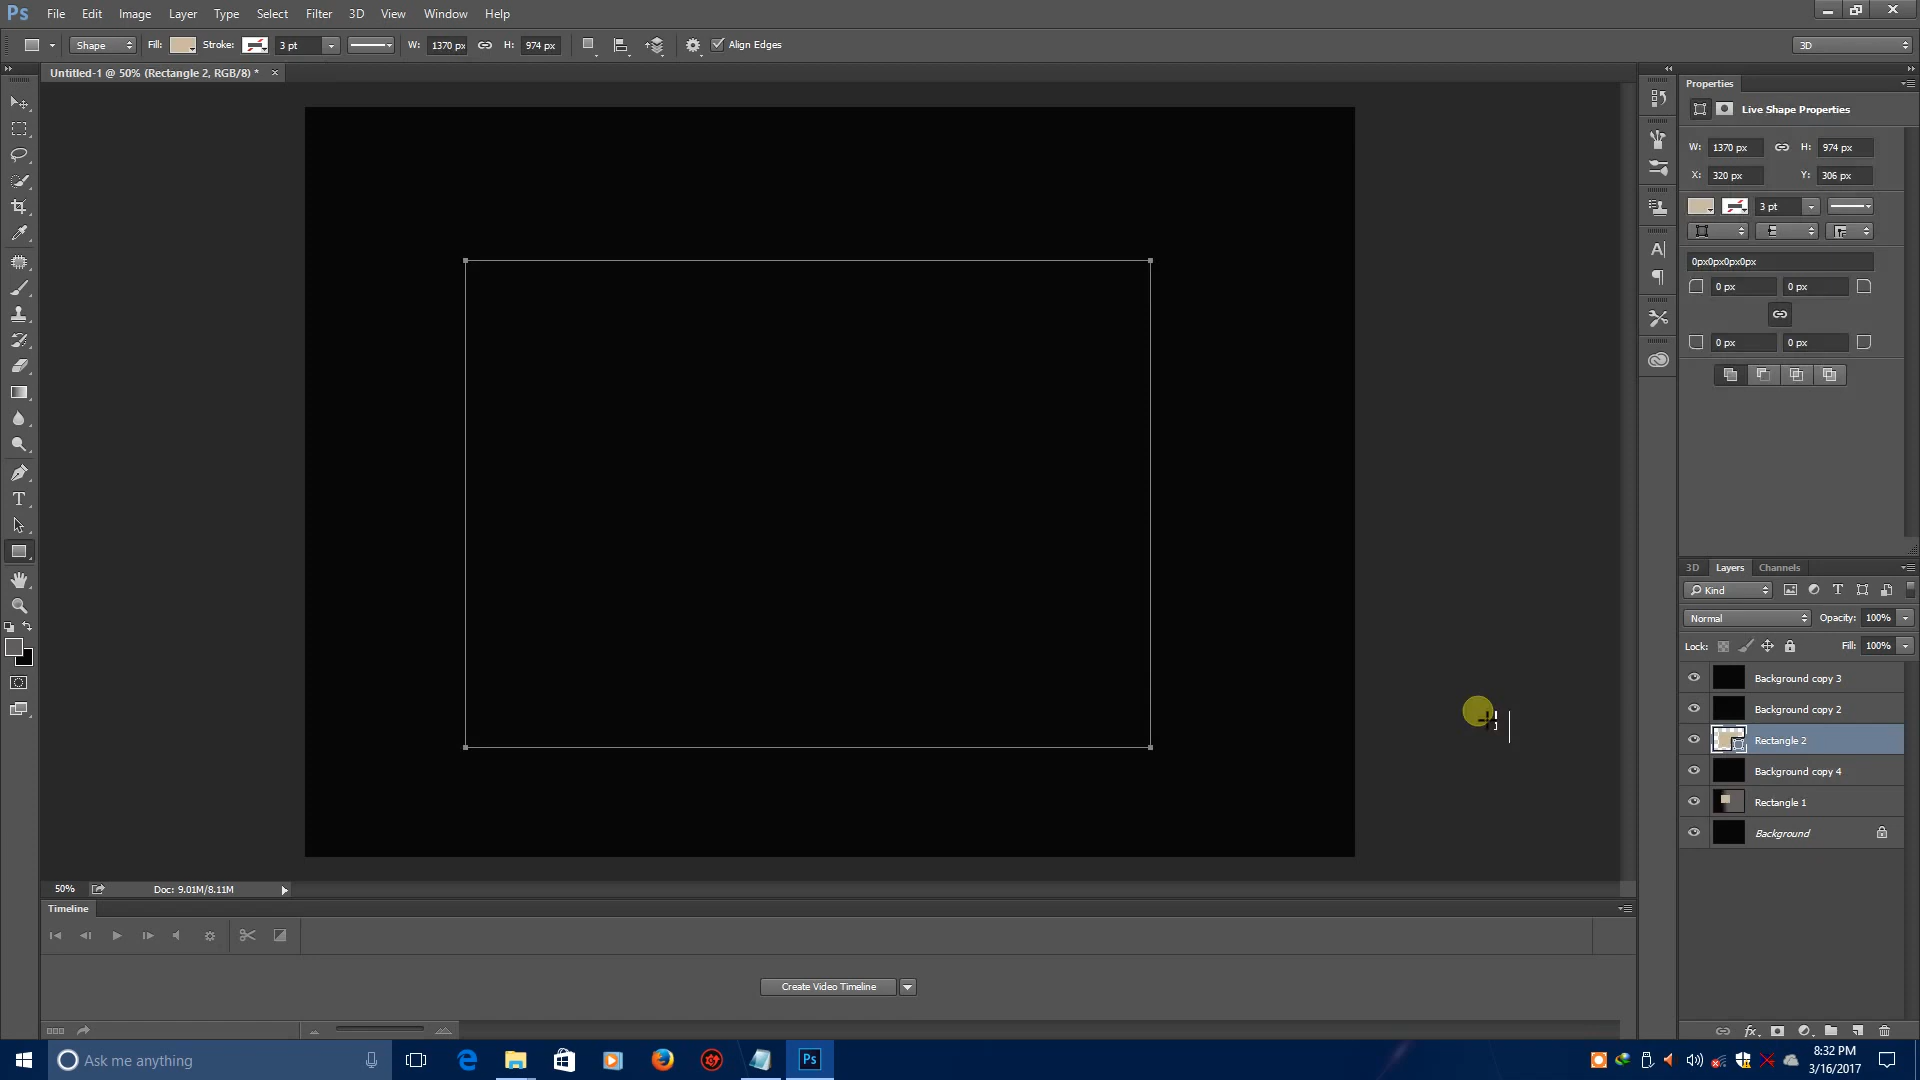 Ps File Edit Image Layer Type Select Filter 3D View Window Help
Shape Fill: Stroke: 3 pt W: 1370 px H: 974 px Align Edges 3D
Untitled-1 @ 50% (Rectangle 2, RGB/8) * ×
Properties
Live Shape Properties
W: 1370 px H: 974 px
X: 320 px Y: 306 px
3 pt
0px0px0px0px
0 px 0 px
0 px 0 px
3D Layers Channels
Kind
Normal Opacity: 100%
Lock: Fill: 100%
Background copy 3
Background copy 2
Rectangle 2
Background copy 4
Rectangle 1
Background
50% Doc: 9.01M/8.11M
Timeline
Create Video Timeline
Ask me anything
Ps
8:32 PM
3/16/2017